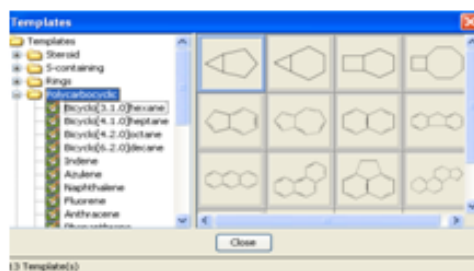 Templates
Templates
Steroid
S-containing
Rings
Polycarbocyclic
Bicyclo[3.1.0]hexane
Bicyclo[4.1.0]heptane
Bicyclo[4.2.0]octane
Bicyclo[6.2.0]decane
Indene
Azulene
Naphthalene
Fluorene
Anthracene
Phenanthrene
Close
13 Template(s)